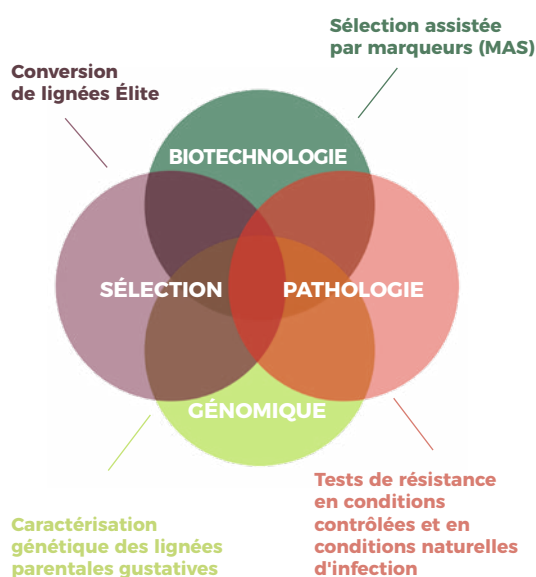 Sélection assistée
par marqueurs (MAS)
Conversion
de lignées Élite
BIOTECHNOLOGIE
SÉLECTION
PATHOLOGIE
GÉNOMIQUE
Caractérisation
génétique des lignées
parentales gustatives
Tests de résistance
en conditions
contrôlées et en
conditions naturelles
d'infection